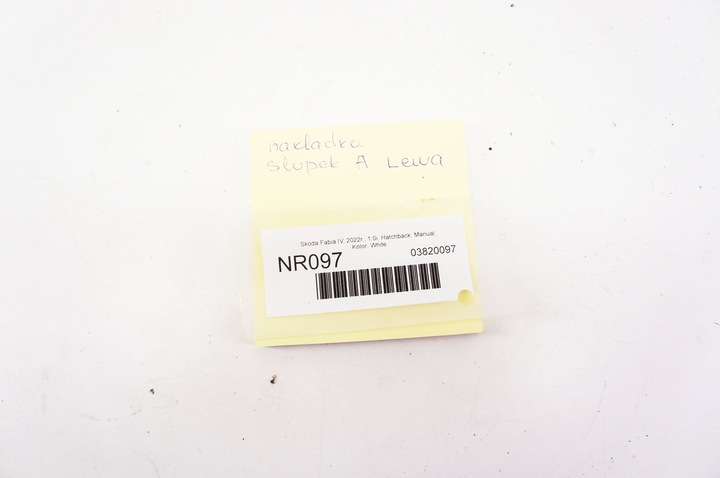 nakładka
słupek A Lewa
Skoda Fabia IV, 2022r., 1.0i, Hatchback, Manual,
Kolor: White
NR097
03820097